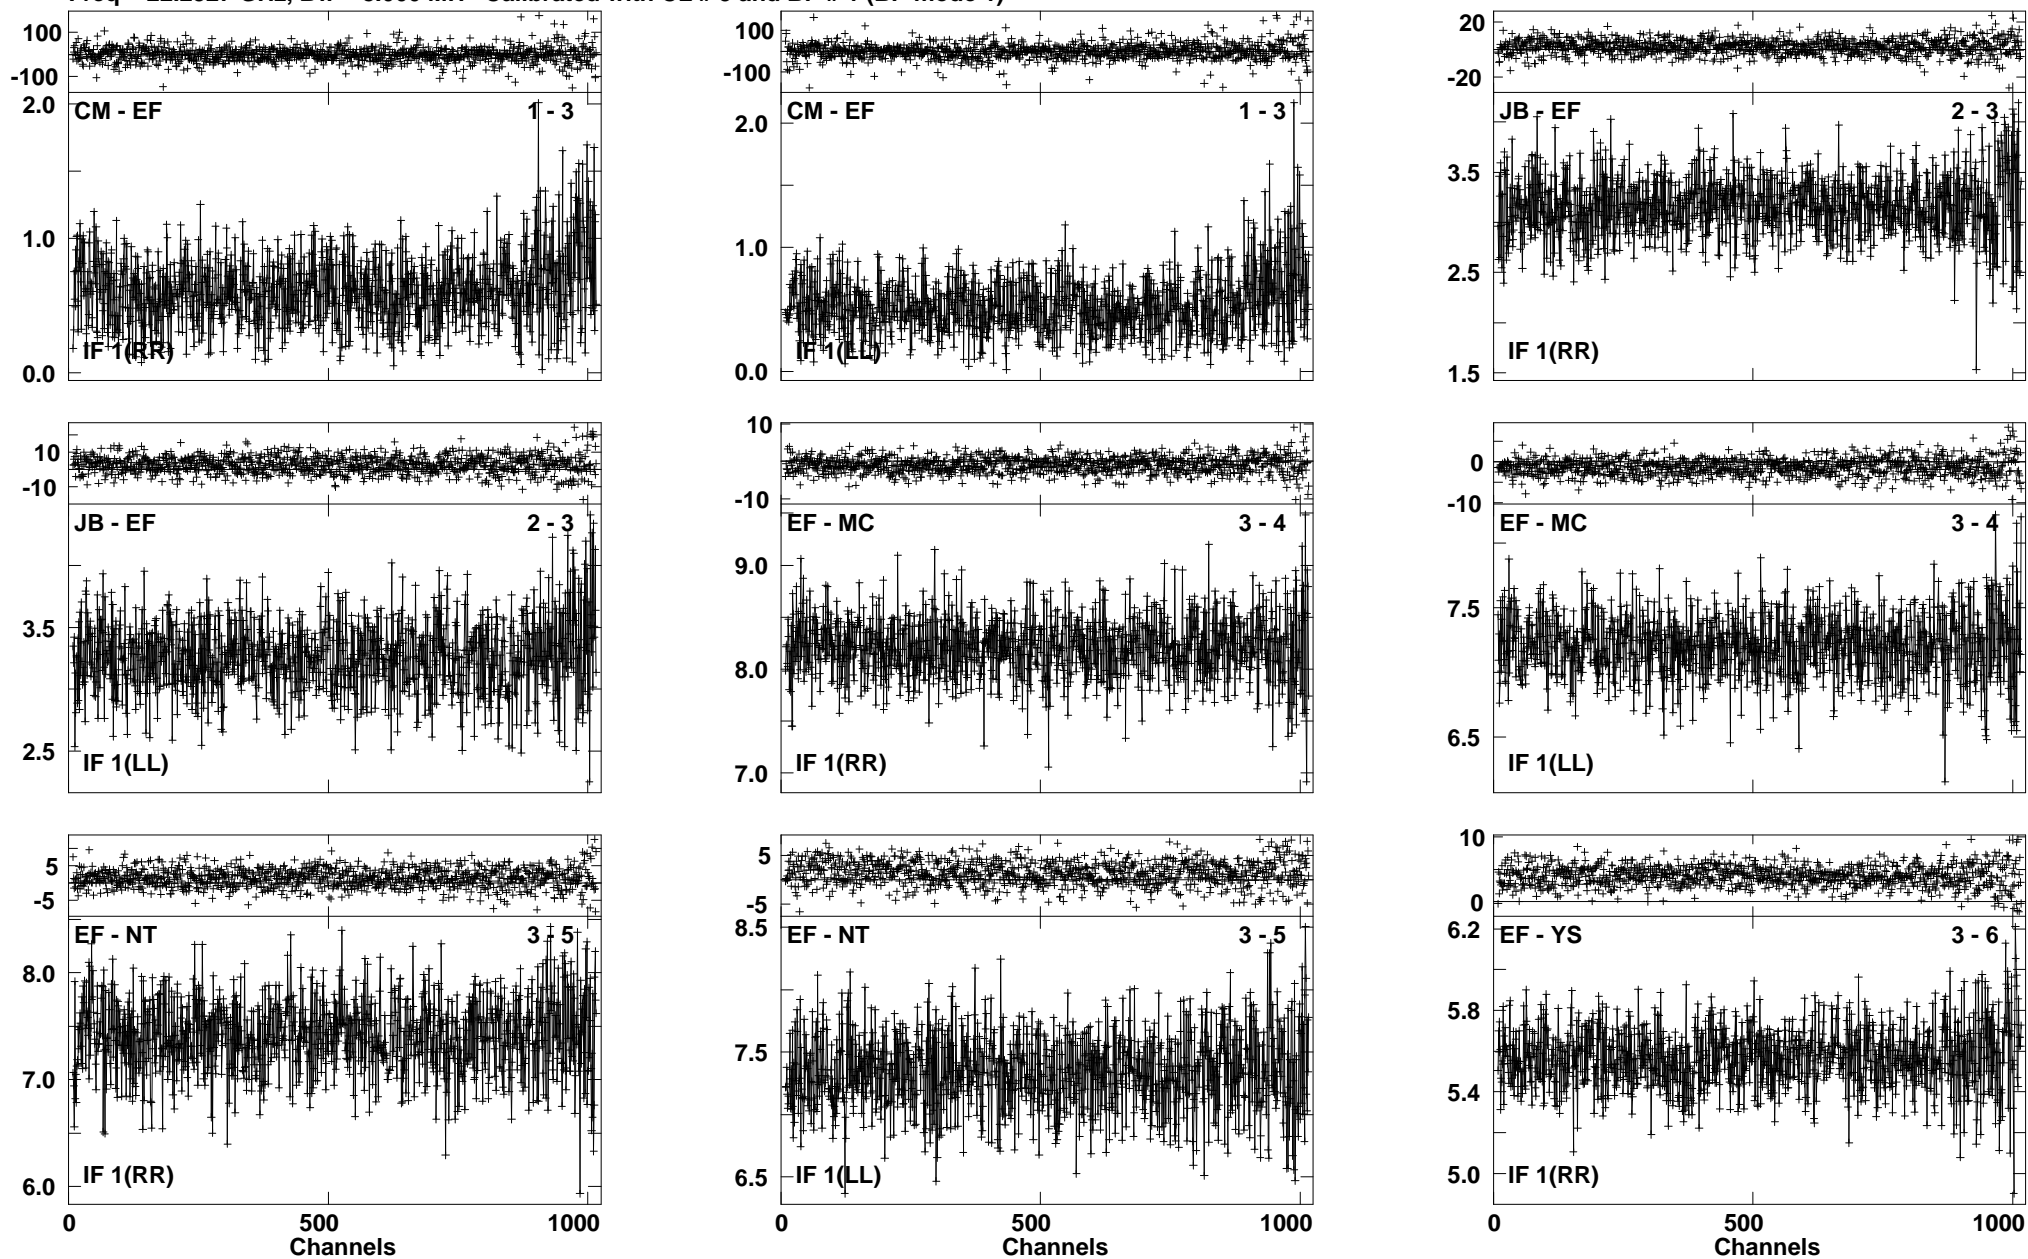 100
-100
2.0
1.0
0.0
CM - EF
1 - 3
IF 1(RR)
100
-100
2.0
1.0
0.0
CM - EF
1 - 3
IF 1(LL)
20
-20
3.5
2.5
1.5
JB - EF
2 - 3
IF 1(RR)
10
-10
3.5
2.5
JB - EF
2 - 3
IF 1(LL)
10
-10
9.0
8.0
7.0
EF - MC
3 - 4
IF 1(RR)
0
-10
7.5
6.5
EF - MC
3 - 4
IF 1(LL)
5
-5
8.0
7.0
6.0
EF - NT
3 - 5
IF 1(RR)
0 500 1000
Channels
5
-5
8.5
7.5
6.5
EF - NT
3 - 5
IF 1(LL)
0 500 1000
Channels
10
0
6.2
5.8
5.4
5.0
EF - YS
3 - 6
IF 1(RR)
0 500 1000
Channels